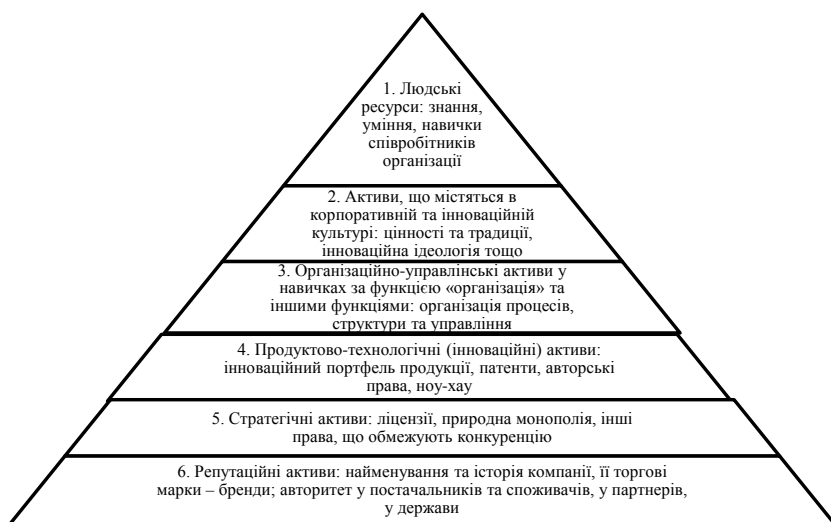 1. Людські
ресурси: знання,
уміння, навички
співробітників
організації
2. Активи, що містяться в
корпоративній та інноваційній
культурі: цінності та традиції,
інноваційна ідеологія тощо
3. Організаційно-управлінські активи у
навичках за функцією «організація» та
іншими функціями: організація процесів,
структури та управління
4. Продуктово-технологічні (інноваційні) активи:
інноваційний портфель продукції, патенти, авторські
права, ноу-хау
5. Стратегічні активи: ліцензії, природна монополія, інші
права, що обмежують конкуренцію
6. Репутаційні активи: найменування та історія компанії, її торгові
марки – бренди; авторитет у постачальників та споживачів, у партнерів,
у держави